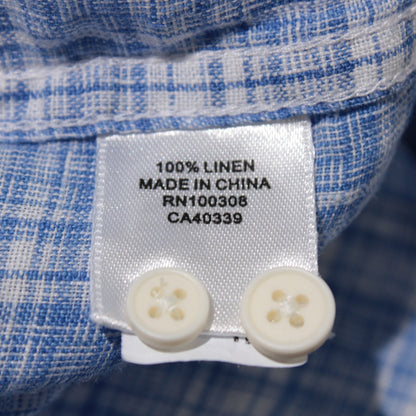 100% LINEN
MADE IN CHINA
RN100308
CA40339